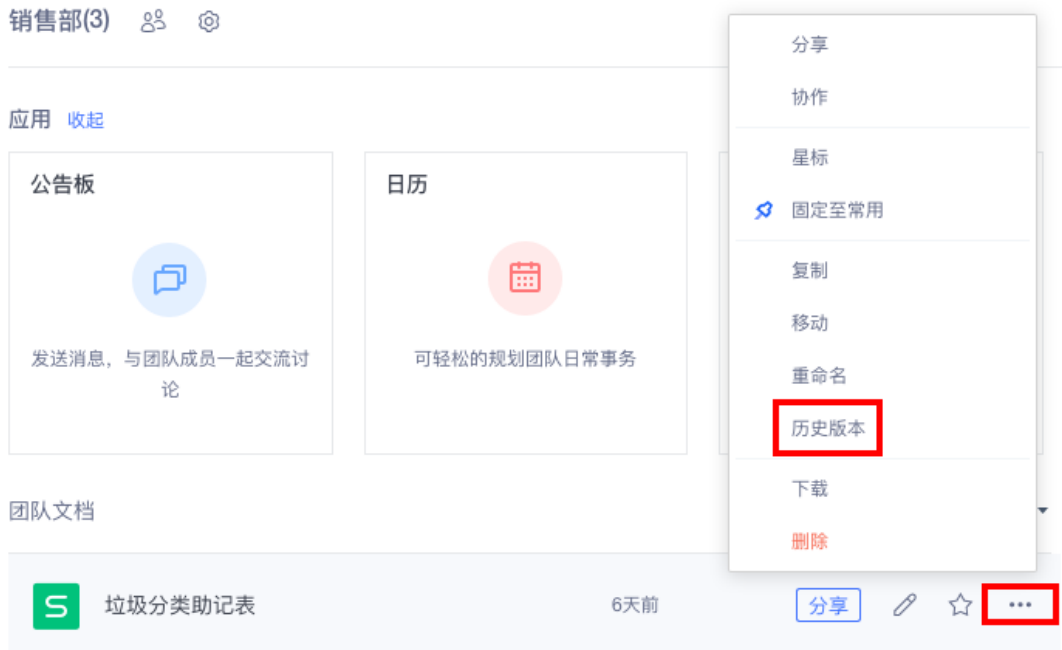 销售部(3)
应用 收起
公告板
发送消息，与团队成员一起交流讨
论
日历
可轻松的规划团队日常事务
分享
协作
星标
固定至常用
复制
移动
重命名
历史版本
下载
删除
团队文档
垃圾分类助记表 6天前 分享